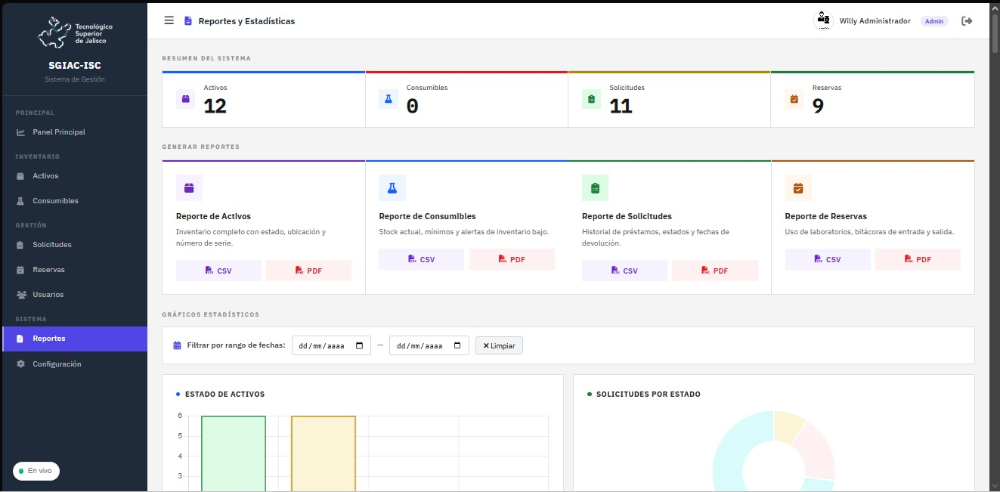 Tecnológico
Superior
de Jalisco
SGIAC-ISC
Sistema de Gestión
PRINCIPAL
Panel Principal
INVENTARIO
Activos
Consumibles
GESTIÓN
Solicitudes
Reservas
Usuarios
SISTEMA
Reportes
Configuración
En vivo
Reportes y Estadísticas
Willy Administrador
Admin
RESUMEN DEL SISTEMA
Activos
12
Consumibles
0
Solicitudes
11
Reservas
9
GENERAR REPORTES
Reporte de Activos
Inventario completo con estado, ubicación y
número de serie.
CSV
PDF
Reporte de Consumibles
Stock actual, mínimos y alertas de inventario bajo.
CSV
PDF
Reporte de Solicitudes
Historial de préstamos, estados y fechas de
devolución.
CSV
PDF
Reporte de Reservas
Uso de laboratorios, bitácoras de entrada y salida.
CSV
PDF
GRÁFICOS ESTADÍSTICOS
Filtrar por rango de fechas:
dd/mm/aaaa
—
dd/mm/aaaa
✕ Limpiar
ESTADO DE ACTIVOS
6
5
4
3
SOLICITUDES POR ESTADO